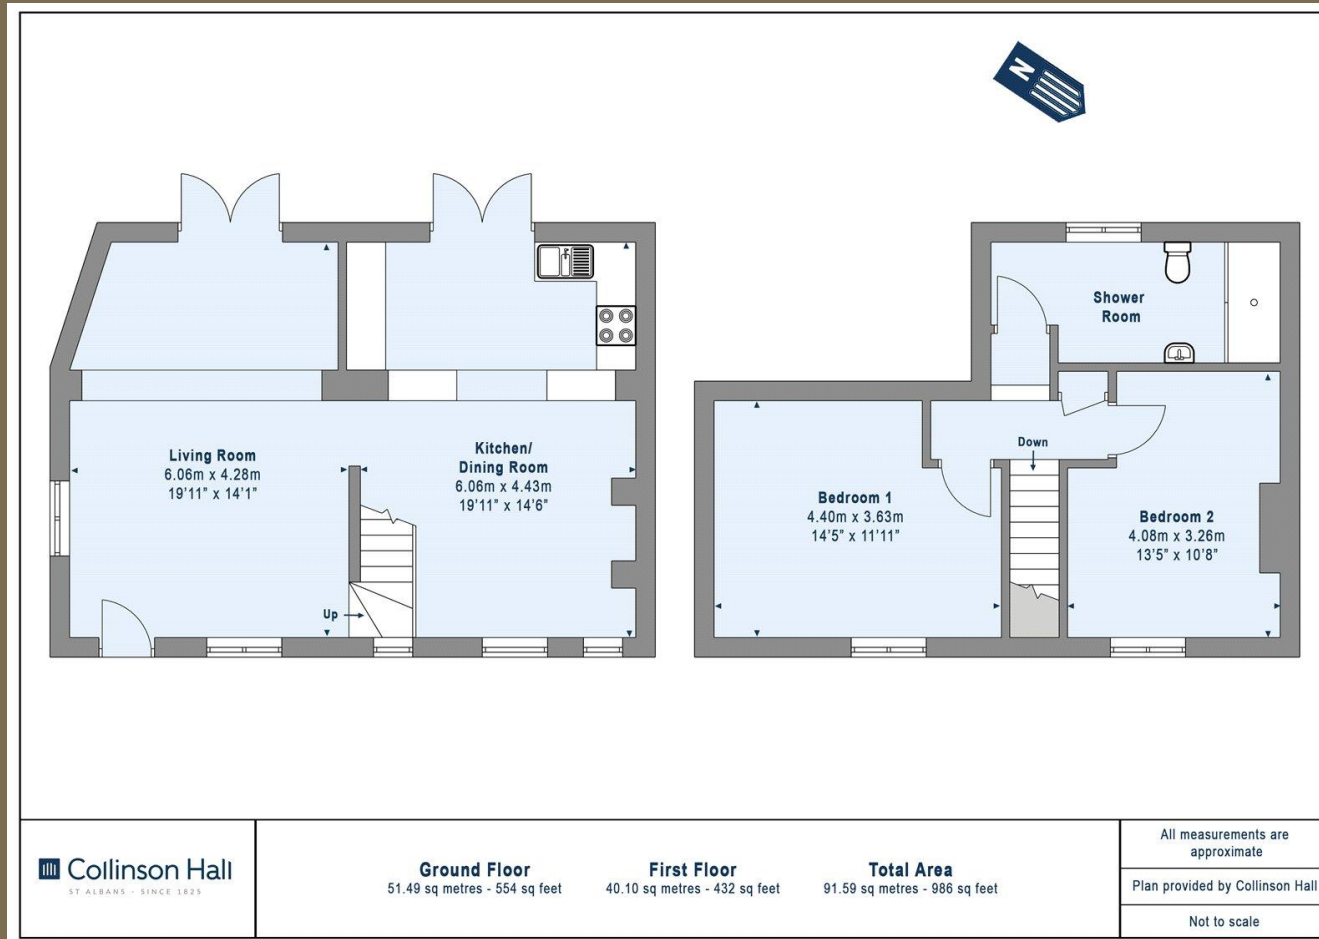 N
Living Room
6.06m x 4.28m
19'11" x 14'1"
Kitchen/
Dining Room
6.06m x 4.43m
19'11" x 14'6"
Up
Shower
Room
Down
Bedroom 1
4.40m x 3.63m
14'5" x 11'11"
Bedroom 2
4.08m x 3.26m
13'5" x 10'8"
Collinson Hall
ST ALBANS - SINCE 1825
Ground Floor
51.49 sq metres - 554 sq feet
First Floor
40.10 sq metres - 432 sq feet
Total Area
91.59 sq metres - 986 sq feet
All measurements are
approximate
Plan provided by Collinson Hall
Not to scale